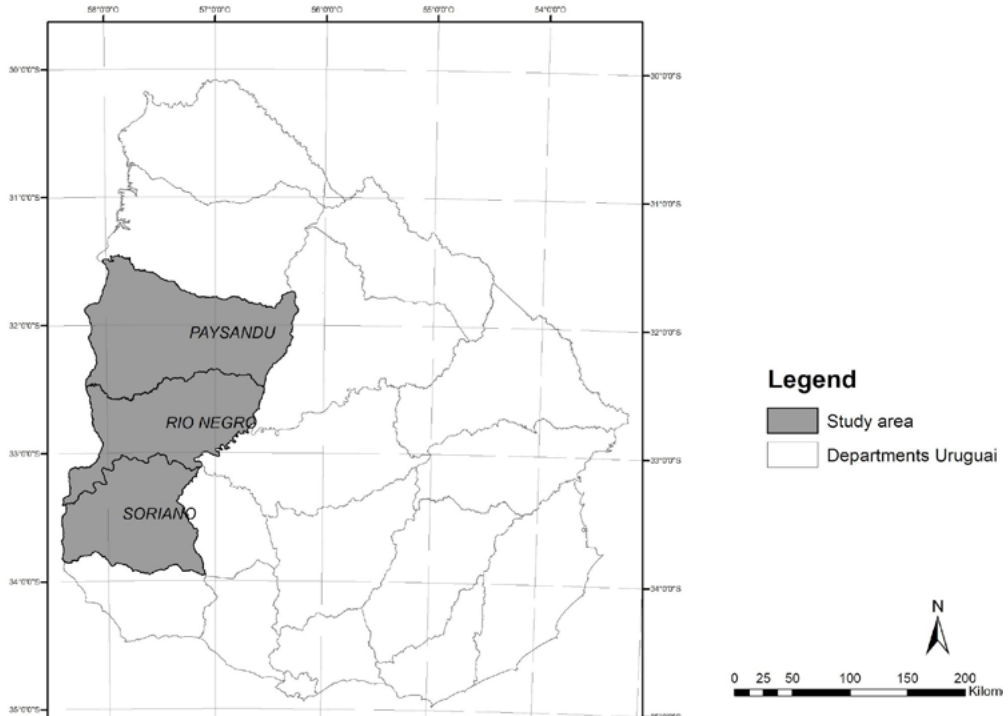 58°0'0"O 57°0'0"O 56°0'0"O 55°0'0"O 54°0'0"O
30°0'0"S 30°0'0"S
31°0'0"S 31°0'0"S
32°0'0"S 32°0'0"S
33°0'0"S 33°0'0"S
34°0'0"S 34°0'0"S
35°0'0"S
PAYSANDU
RIO NEGRO
SORIANO
Legend
Study area
Departments Uruguai
N
0 25 50 100 150 200
Kilome